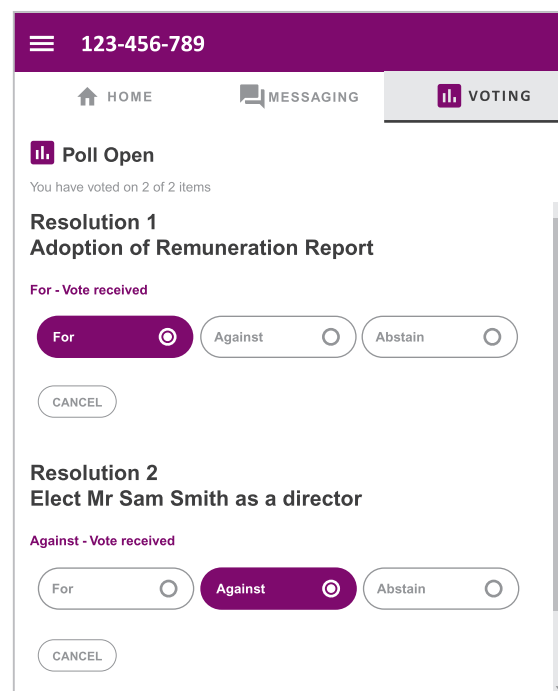 123-456-789
HOME
MESSAGING
VOTING
Poll Open
You have voted on 2 of 2 items
Resolution 1
Adoption of Remuneration Report
For - Vote received
For
Against
Abstain
CANCEL
Resolution 2
Elect Mr Sam Smith as a director
Against - Vote received
For
Against
Abstain
CANCEL